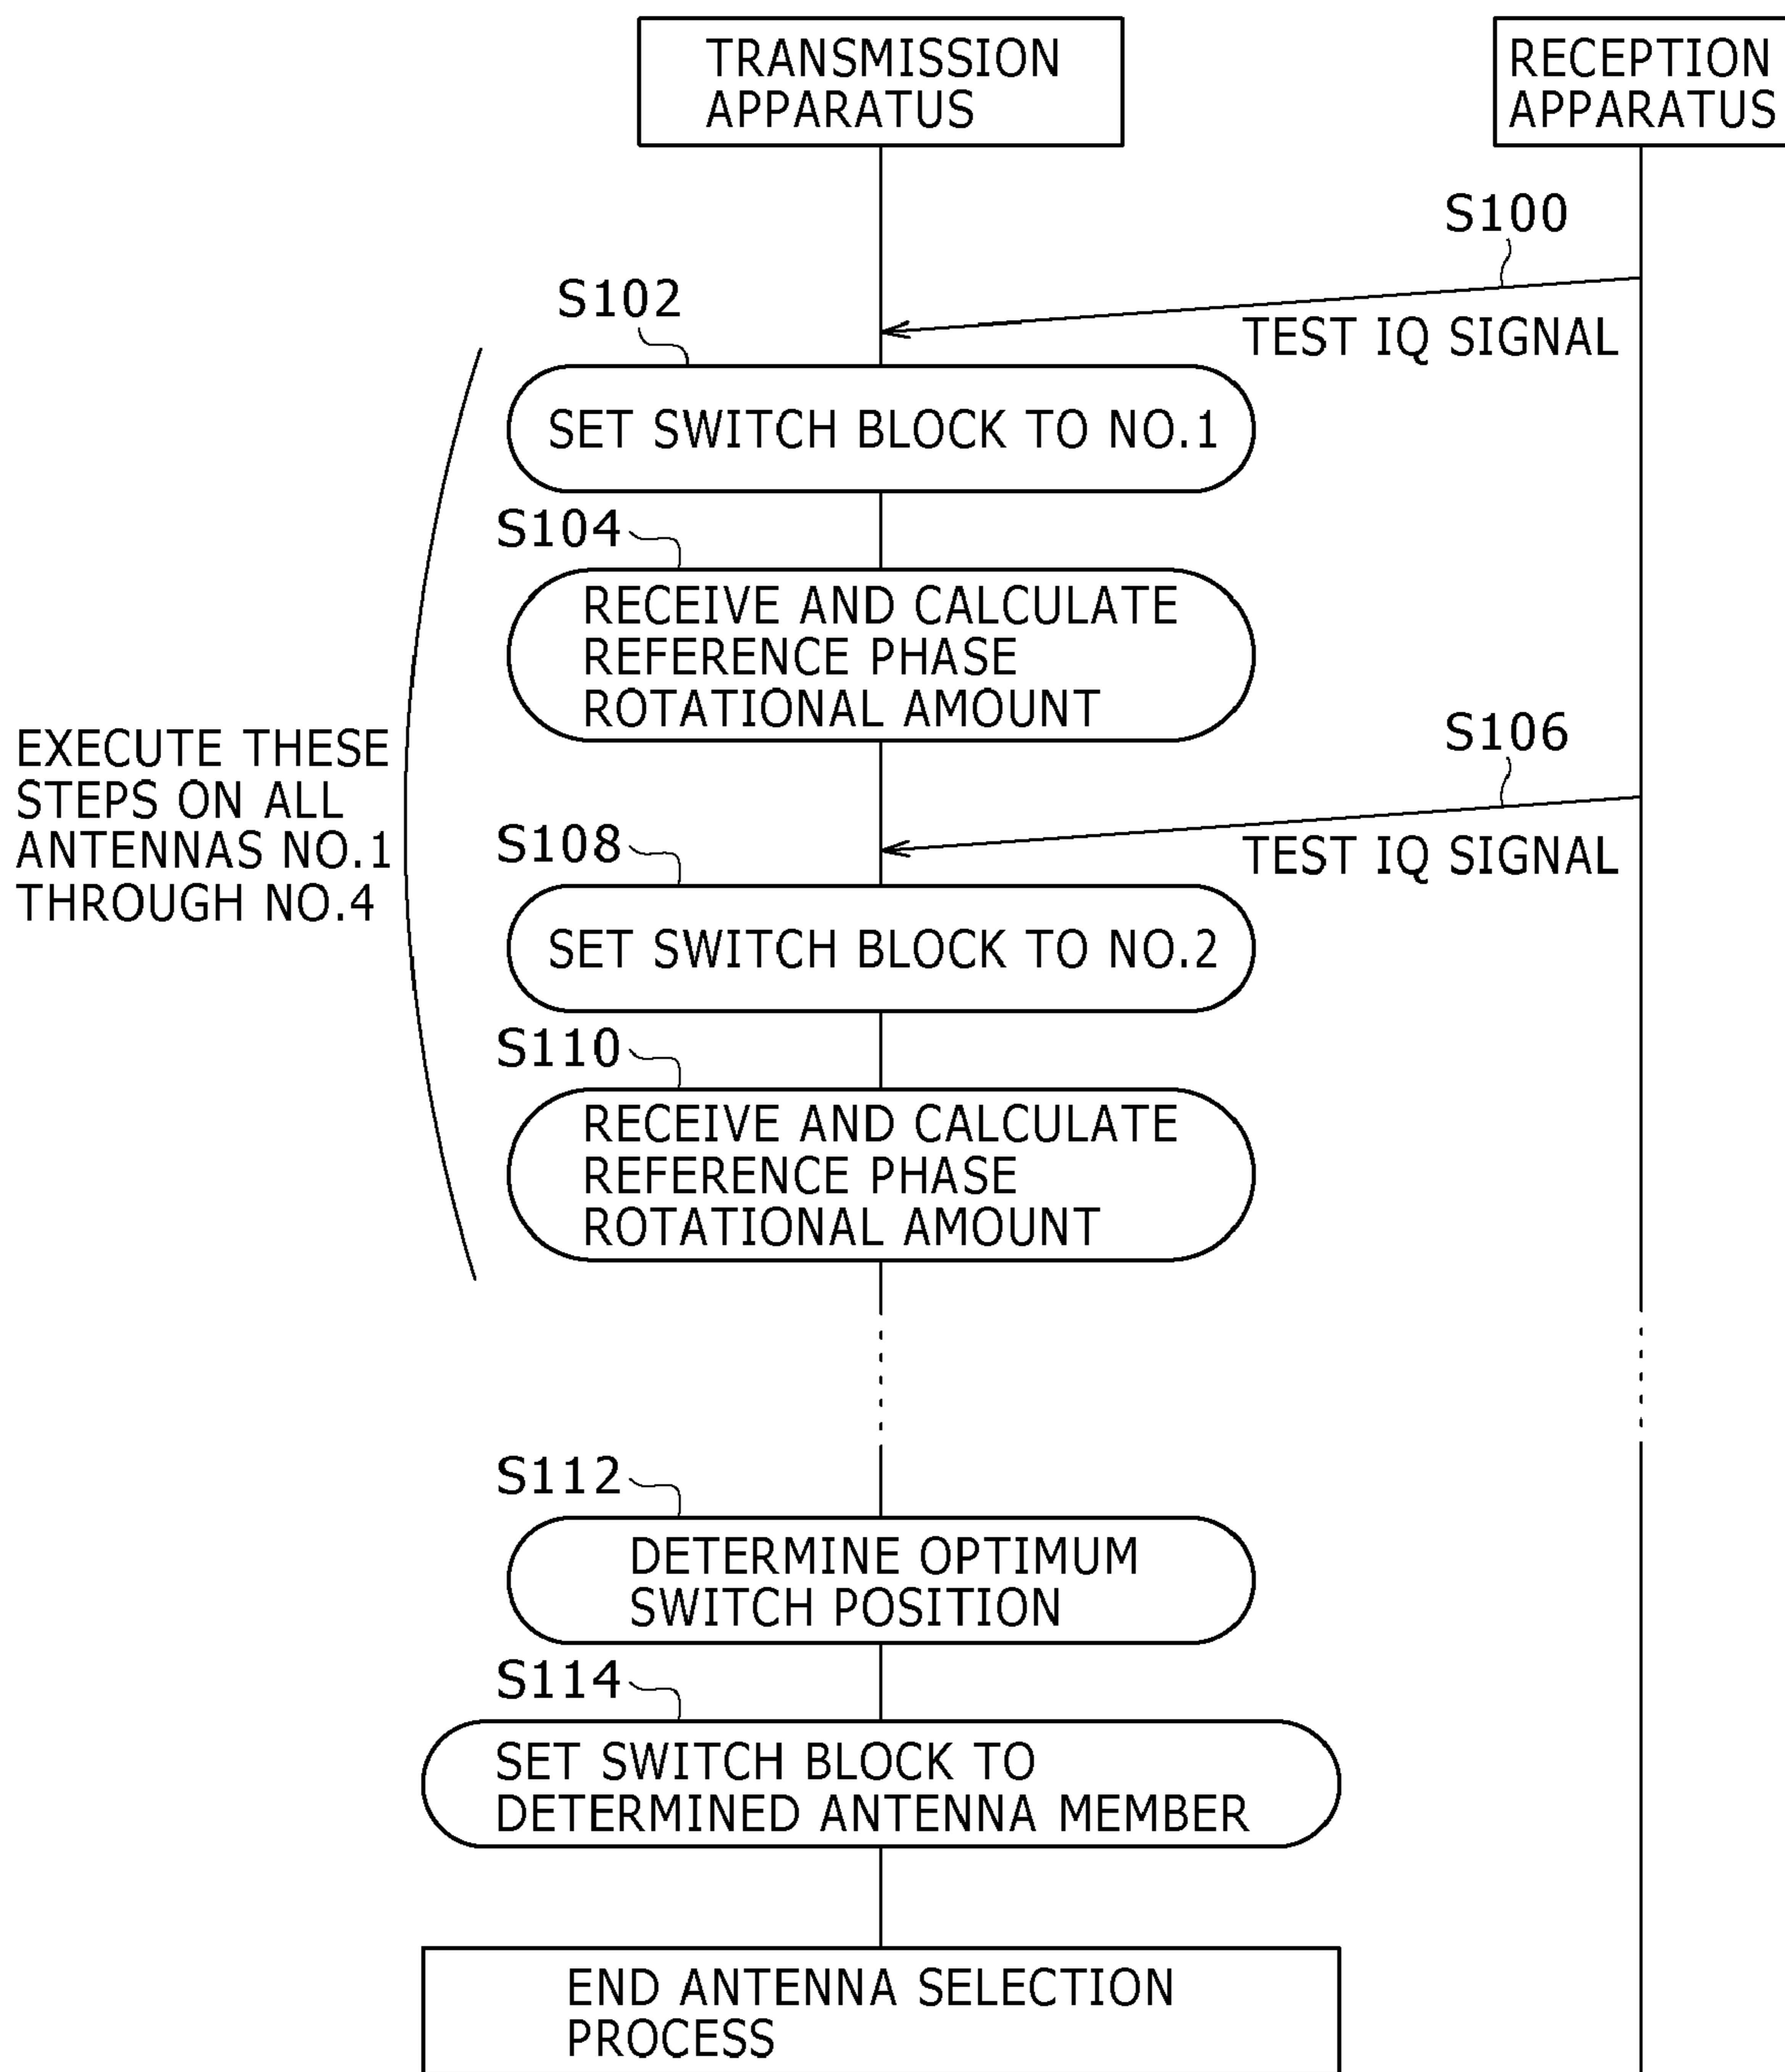 TRANSMISSION
APPARATUS
RECEPTION
APPARATUS
S100
TEST IQ SIGNAL
S102
SET SWITCH BLOCK TO NO.1
S104
RECEIVE AND CALCULATE
REFERENCE PHASE
ROTATIONAL AMOUNT
EXECUTE THESE
STEPS ON ALL
ANTENNAS NO.1
THROUGH NO.4
S106
TEST IQ SIGNAL
S108
SET SWITCH BLOCK TO NO.2
S110
RECEIVE AND CALCULATE
REFERENCE PHASE
ROTATIONAL AMOUNT
S112
DETERMINE OPTIMUM
SWITCH POSITION
S114
SET SWITCH BLOCK TO
DETERMINED ANTENNA MEMBER
END ANTENNA SELECTION
PROCESS